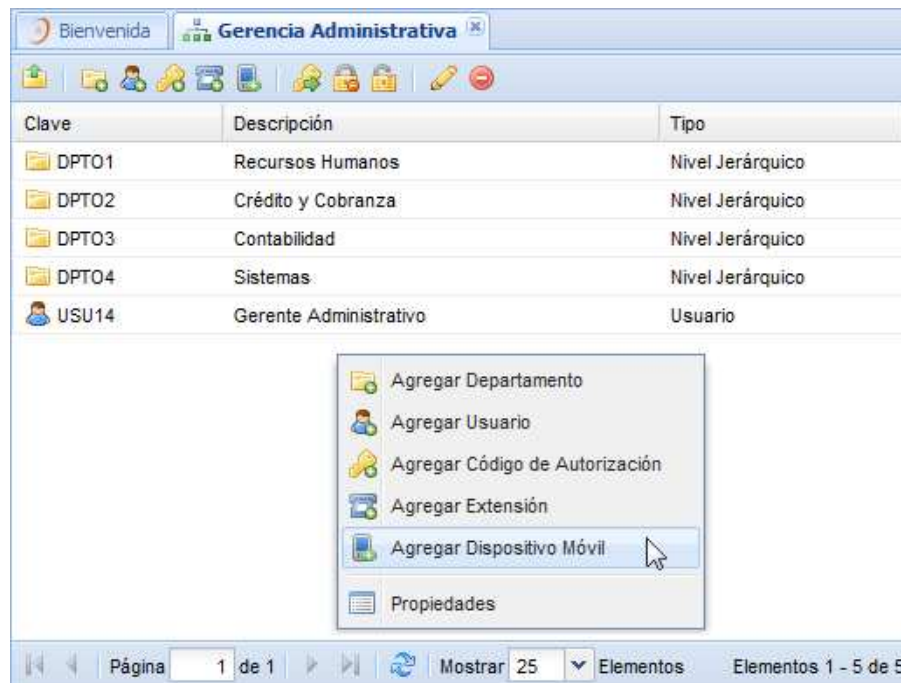 Bienvenida Gerencia Administrativa
Clave Descripción Tipo
DPTO1 Recursos Humanos Nivel Jerárquico
DPTO2 Crédito y Cobranza Nivel Jerárquico
DPTO3 Contabilidad Nivel Jerárquico
DPTO4 Sistemas Nivel Jerárquico
USU14 Gerente Administrativo Usuario
Agregar Departamento
Agregar Usuario
Agregar Código de Autorización
Agregar Extensión
Agregar Dispositivo Móvil
Propiedades
Página 1 de 1 Mostrar 25 Elementos Elementos 1 - 5 de 5